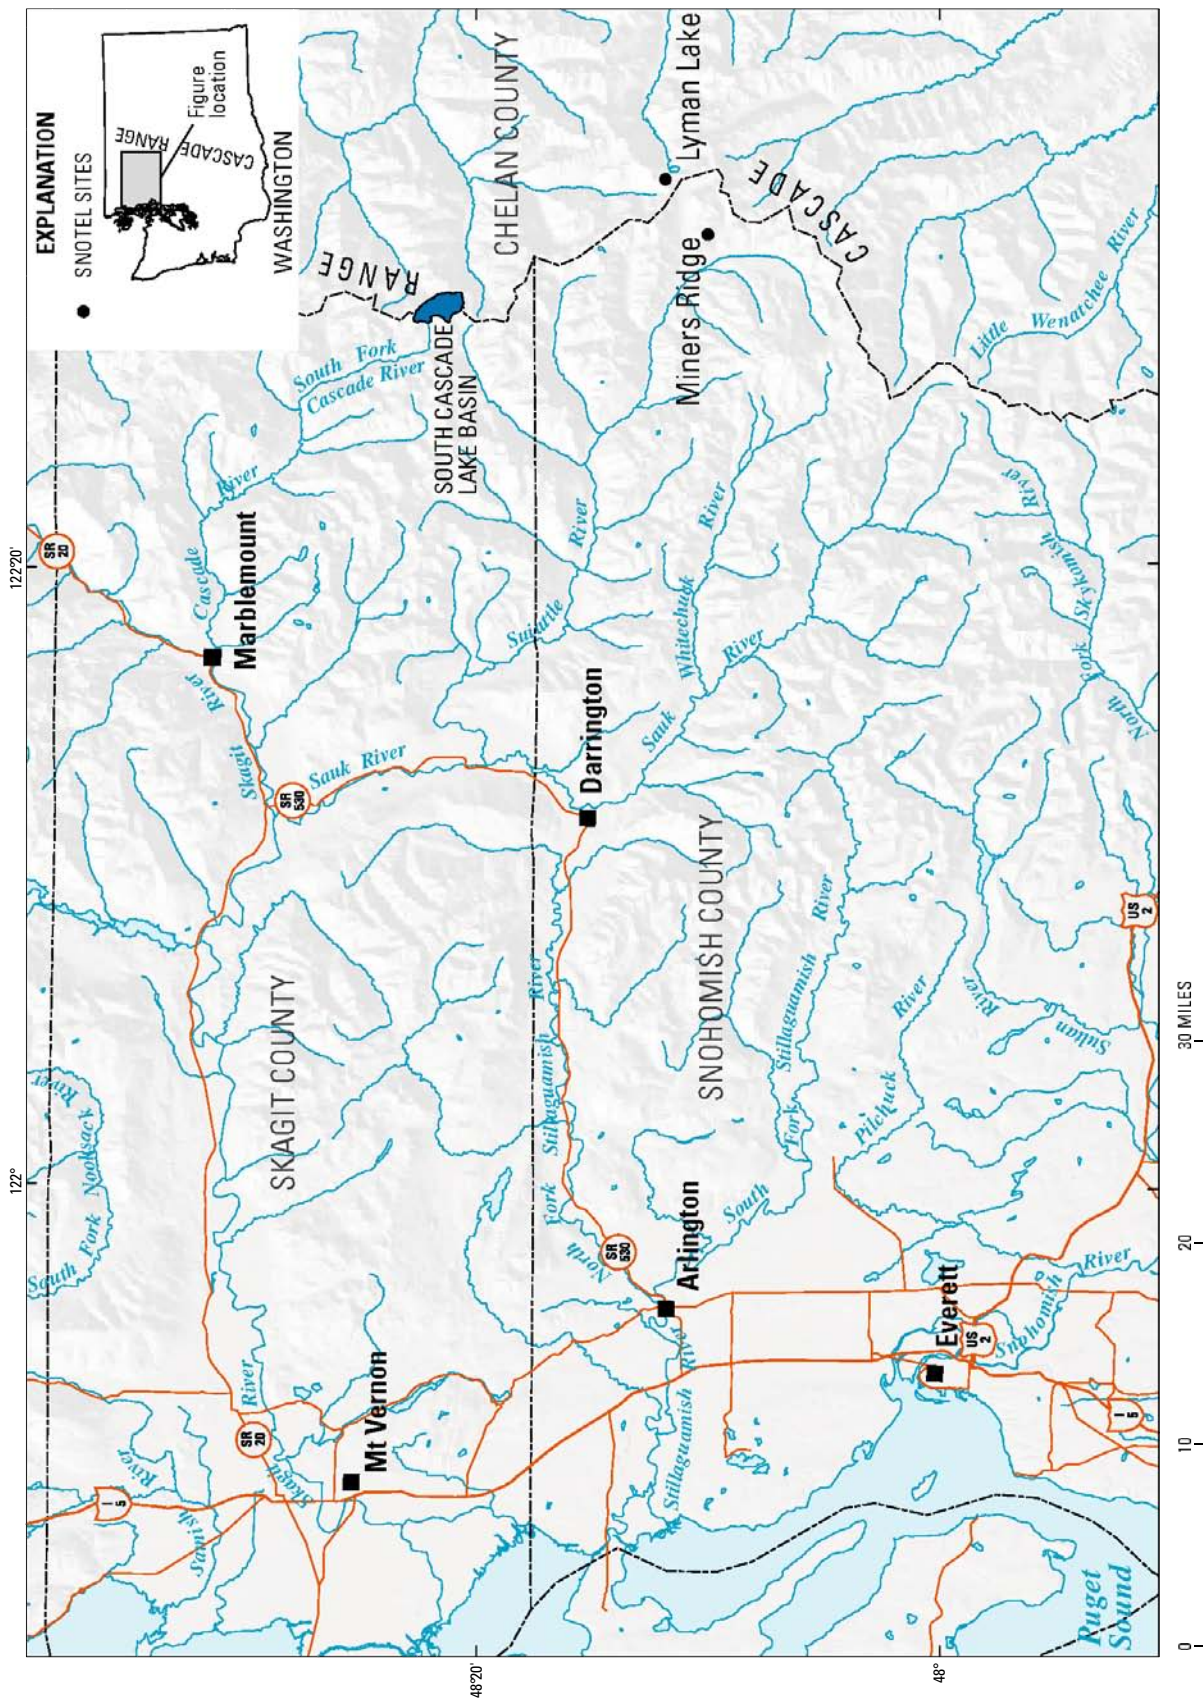 EXPLANATION
SNOTEL SITES
CASCADE RANGE
Figure
location
WASHINGTON
122°
122°20'
48°20'
48°
South Fork Nooksack River
Samish River
I
5
SR
20
Skagit River
Mt Vernon
SKAGIT COUNTY
Skagit River
SR
20
Cascade River
Marblemount
SR
530
Sauk River
South Fork
Cascade River
RANGE
SOUTH CASCADE
LAKE BASIN
CHELAN COUNTY
Stillaguamish River
Arlington
SR
530
North Fork Stillaguamish River
Darrington
Suiattle River
Sauk River
Whitechuck River
Miners Ridge
Lyman Lake
CASCADE
SNOHOMISH COUNTY
South Fork Stillaguamish River
Pilchuck River
Everett
US
2
Snohomish River
I
5
Puget
Sound
Sultan River
US
2
North Fork Skykomish River
Little Wenatchee River
0
10
20
30 MILES